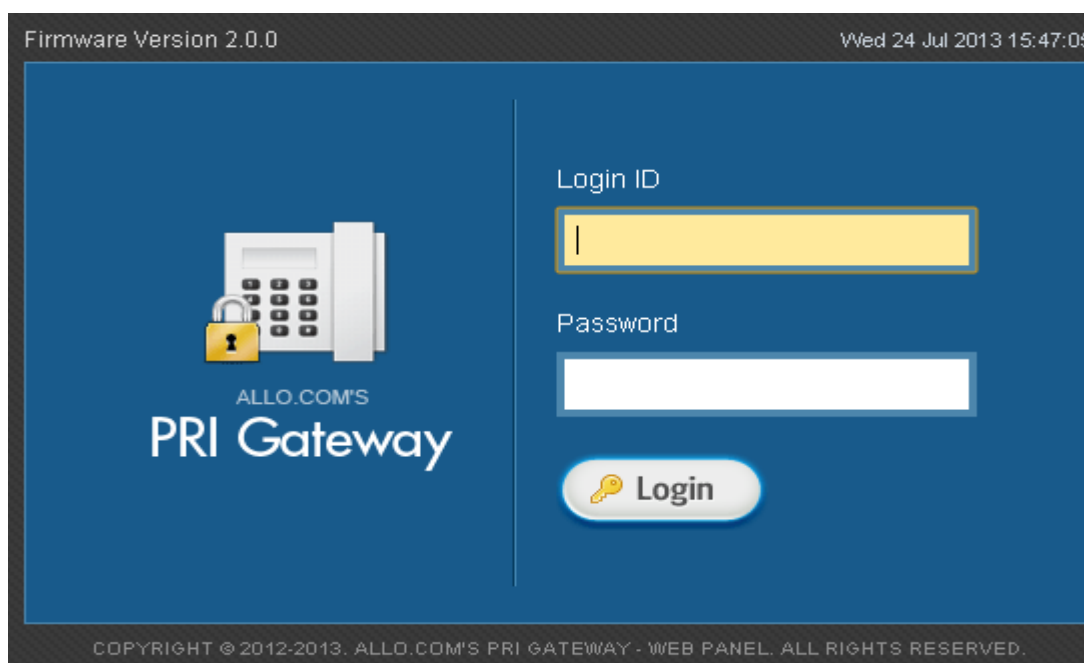 Firmware Version 2.0.0
Wed 24 Jul 2013 15:47:05
Login ID
Password
ALLO.COM'S
PRI Gateway
Login
COPYRIGHT © 2012-2013. ALLO.COM'S PRI GATEWAY - WEB PANEL. ALL RIGHTS RESERVED.